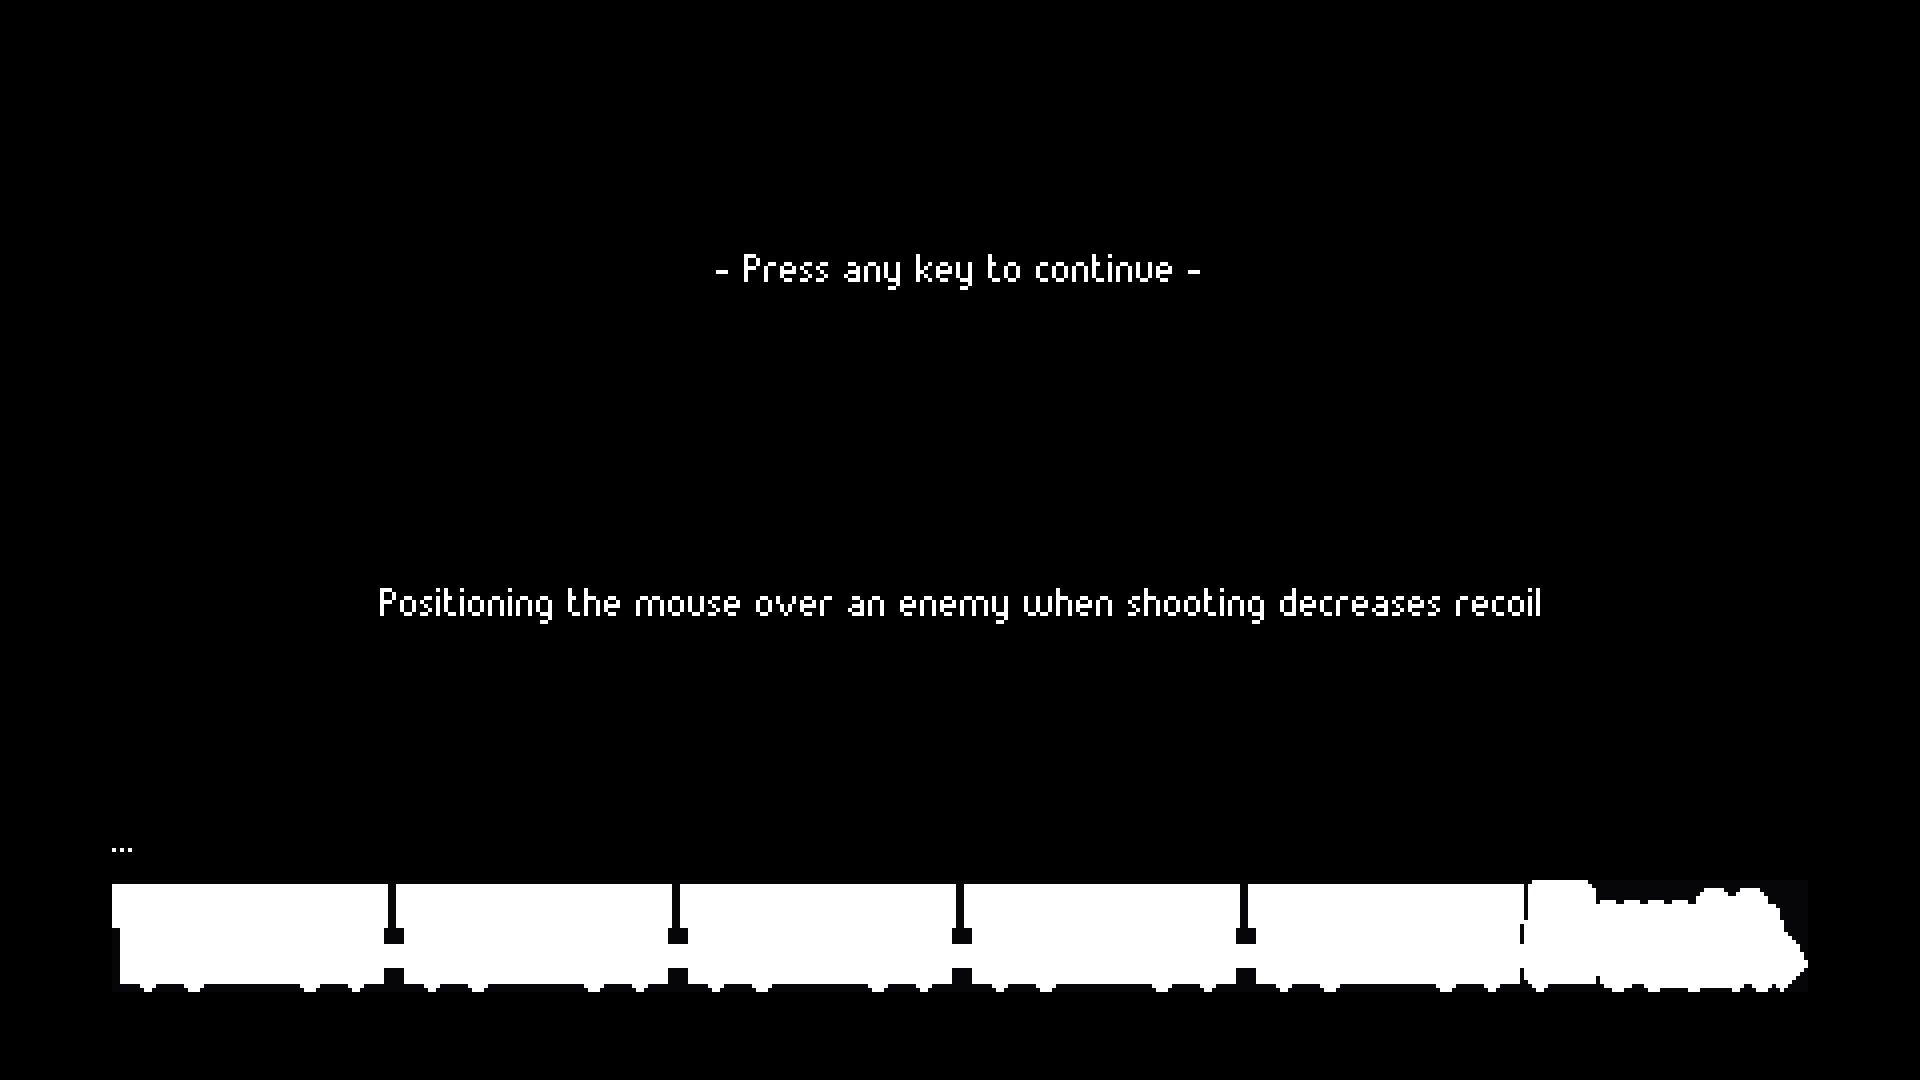 - Press any key to continue -
Positioning the mouse over an enemy when shooting decreases recoil
...